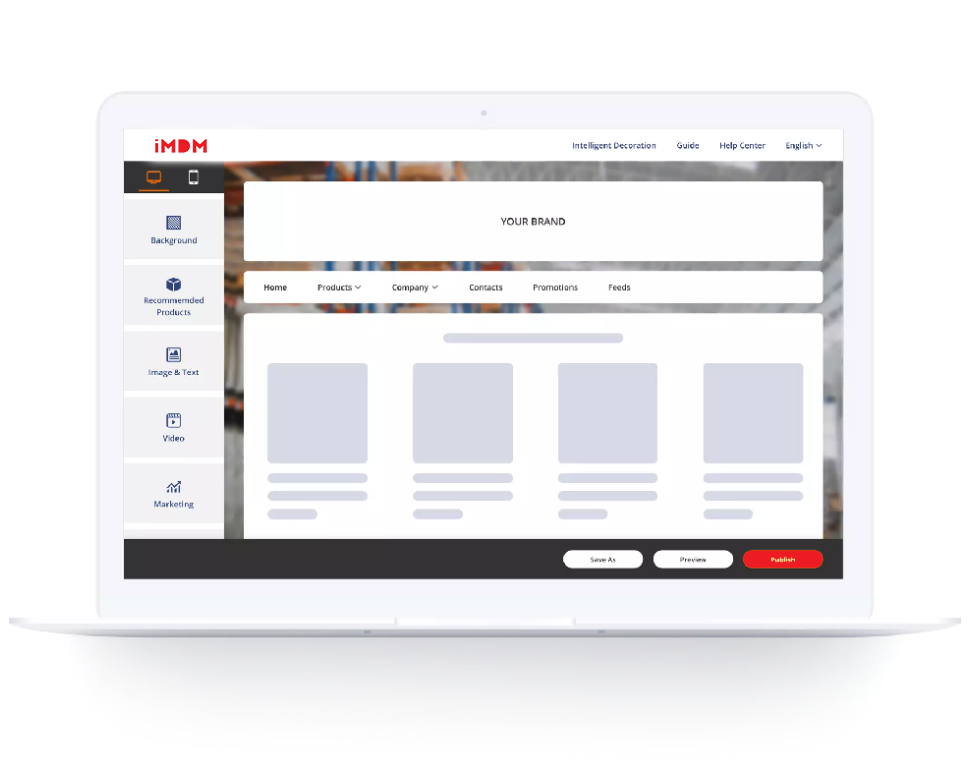 iMDM
Intelligent Decoration Guide Help Center English
Background
Recommemded
Products
Image & Text
Video
Marketing
YOUR BRAND
Home Products Company Contacts Promotions Feeds
Save As Preview Publish